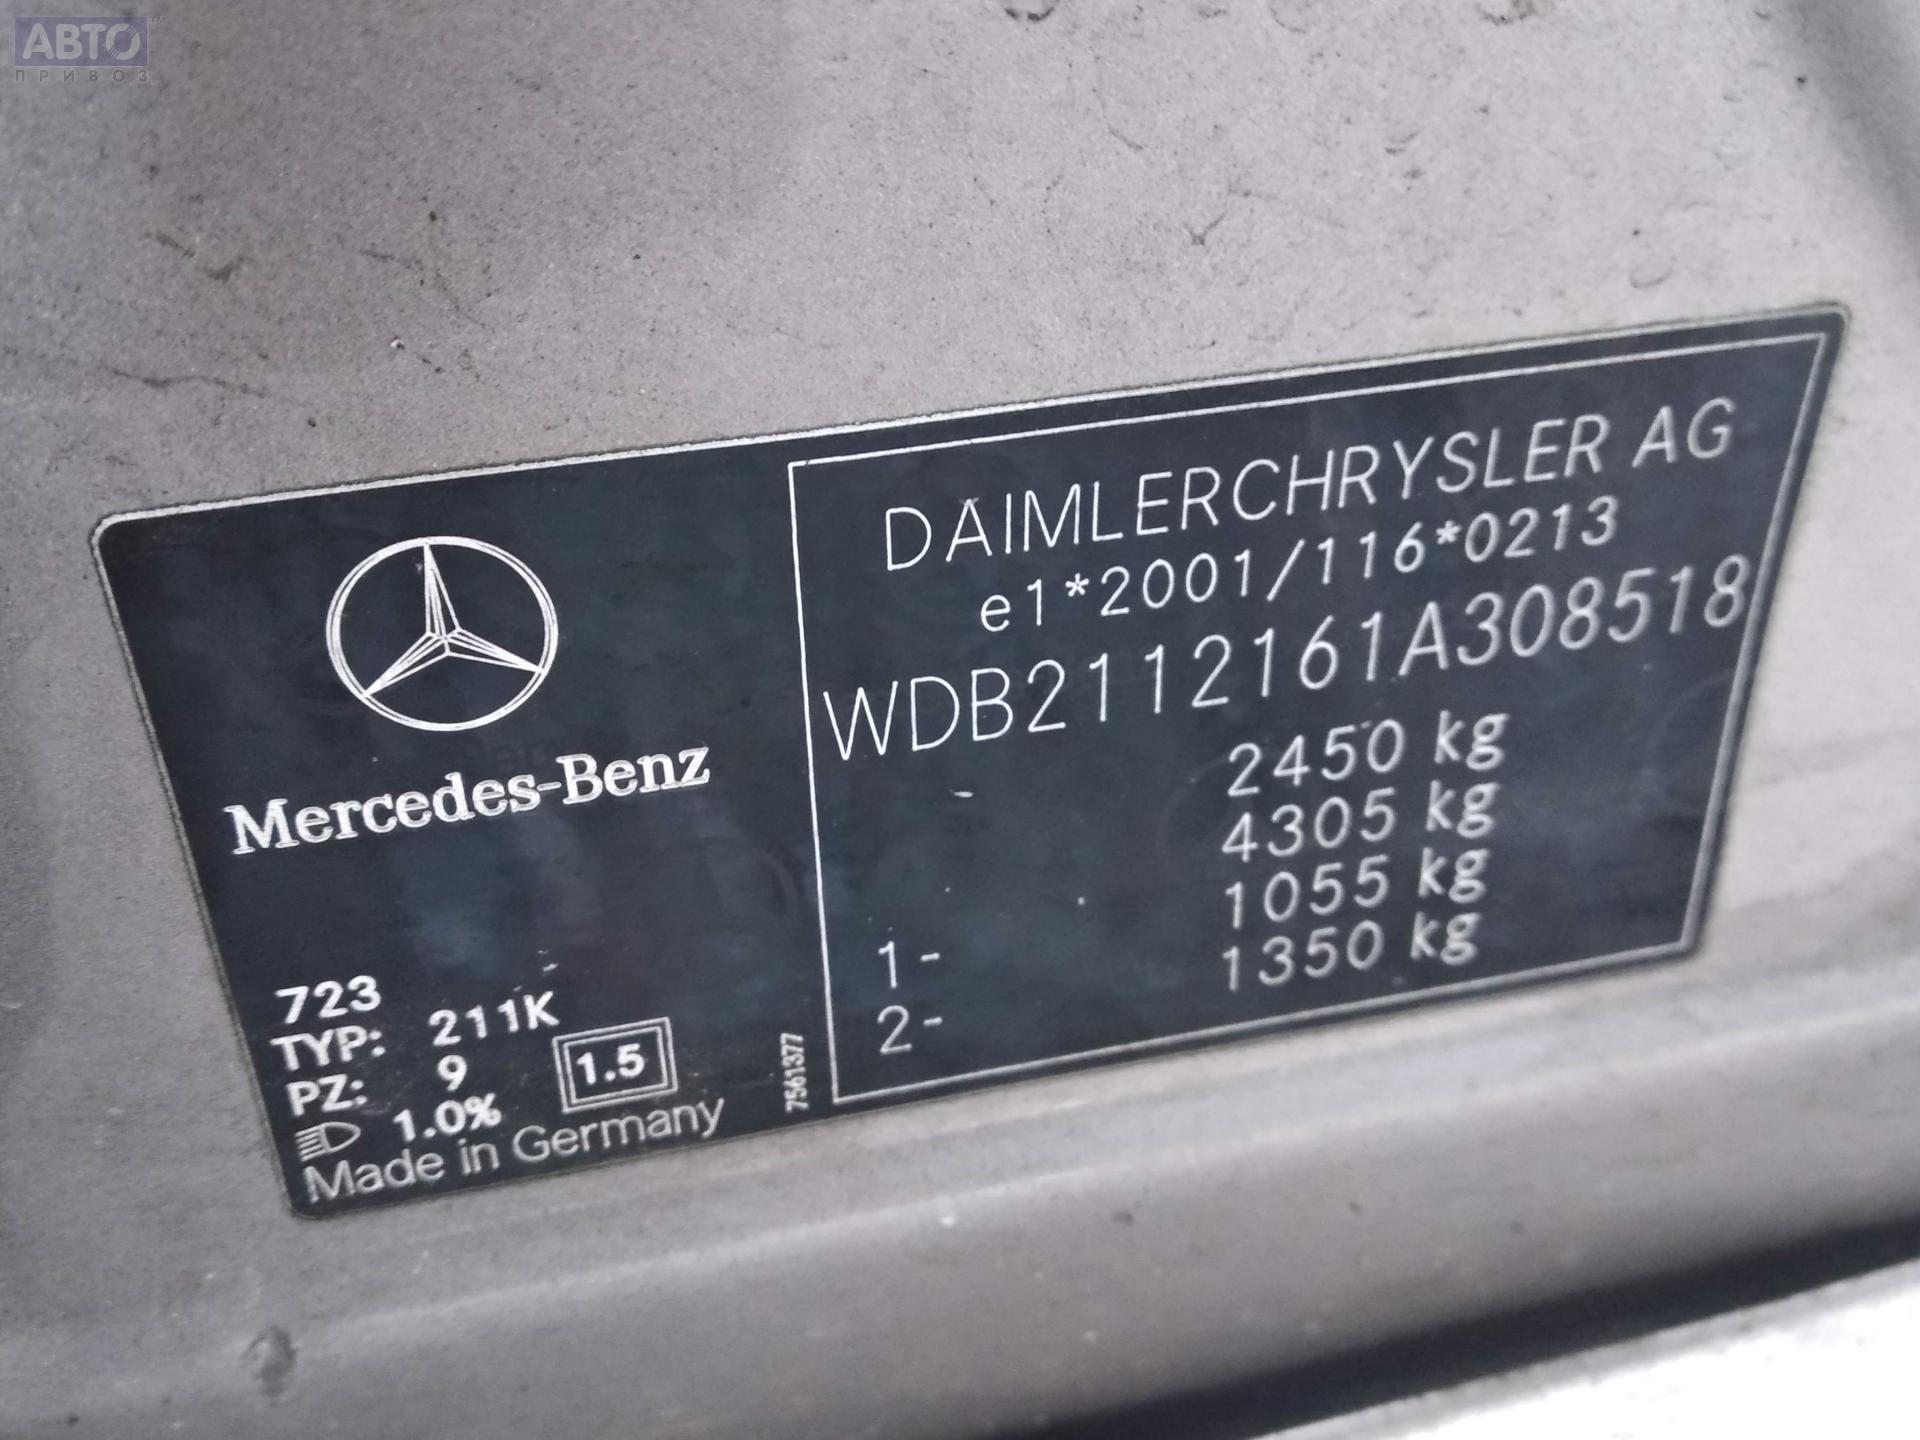 АВТО™
ПРИВОЗ
Mercedes-Benz
723
TYP: 211K
PZ: 9
1.5
1.0%
Made in Germany
7561377
DAIMLERCHRYSLER AG
e1*2001/116*0213
WDB2112161A308518
2450 kg
4305 kg
1- 1055 kg
2- 1350 kg